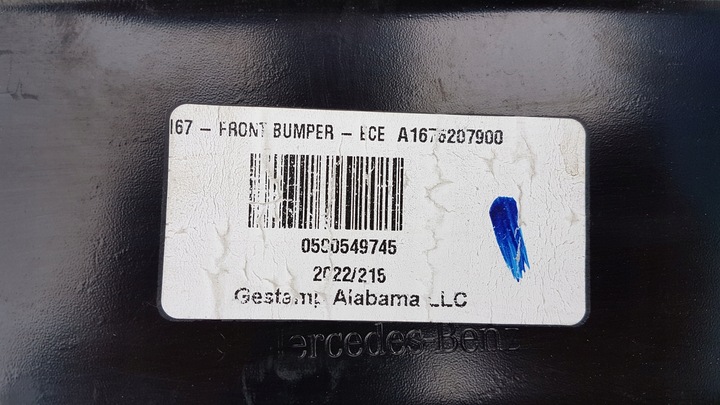 167 - FRONT BUMPER - ECE A1676207900
0500549745
2022/215
Gestamp Alabama LLC
Mercedes-Benz